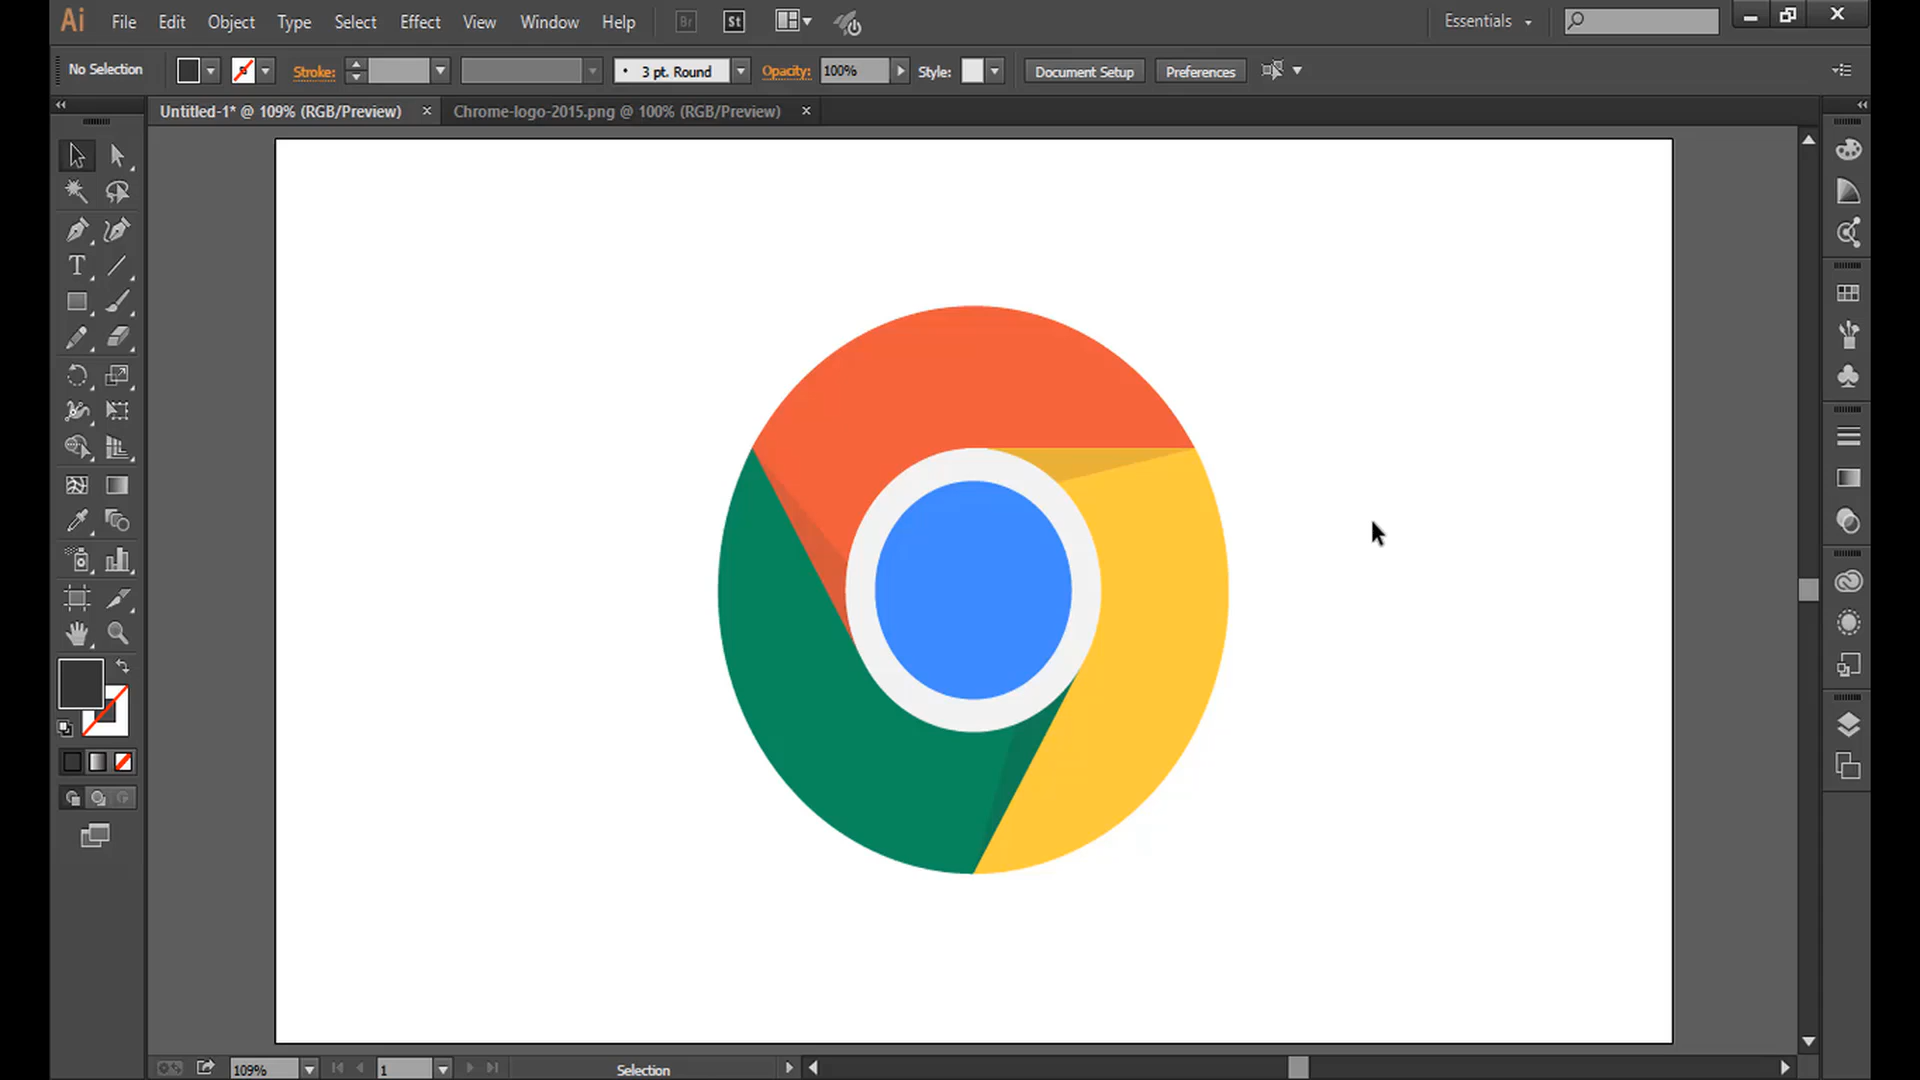 Ai File Edit Object Type Select Effect View Window Help Br St Essentials
No Selection Stroke: 3 pt. Round Opacity: 100% Style: Document Setup Preferences
Untitled-1* @ 109% (RGB/Preview) × Chrome-logo-2015.png @ 100% (RGB/Preview) ×
T
109% 1 Selection